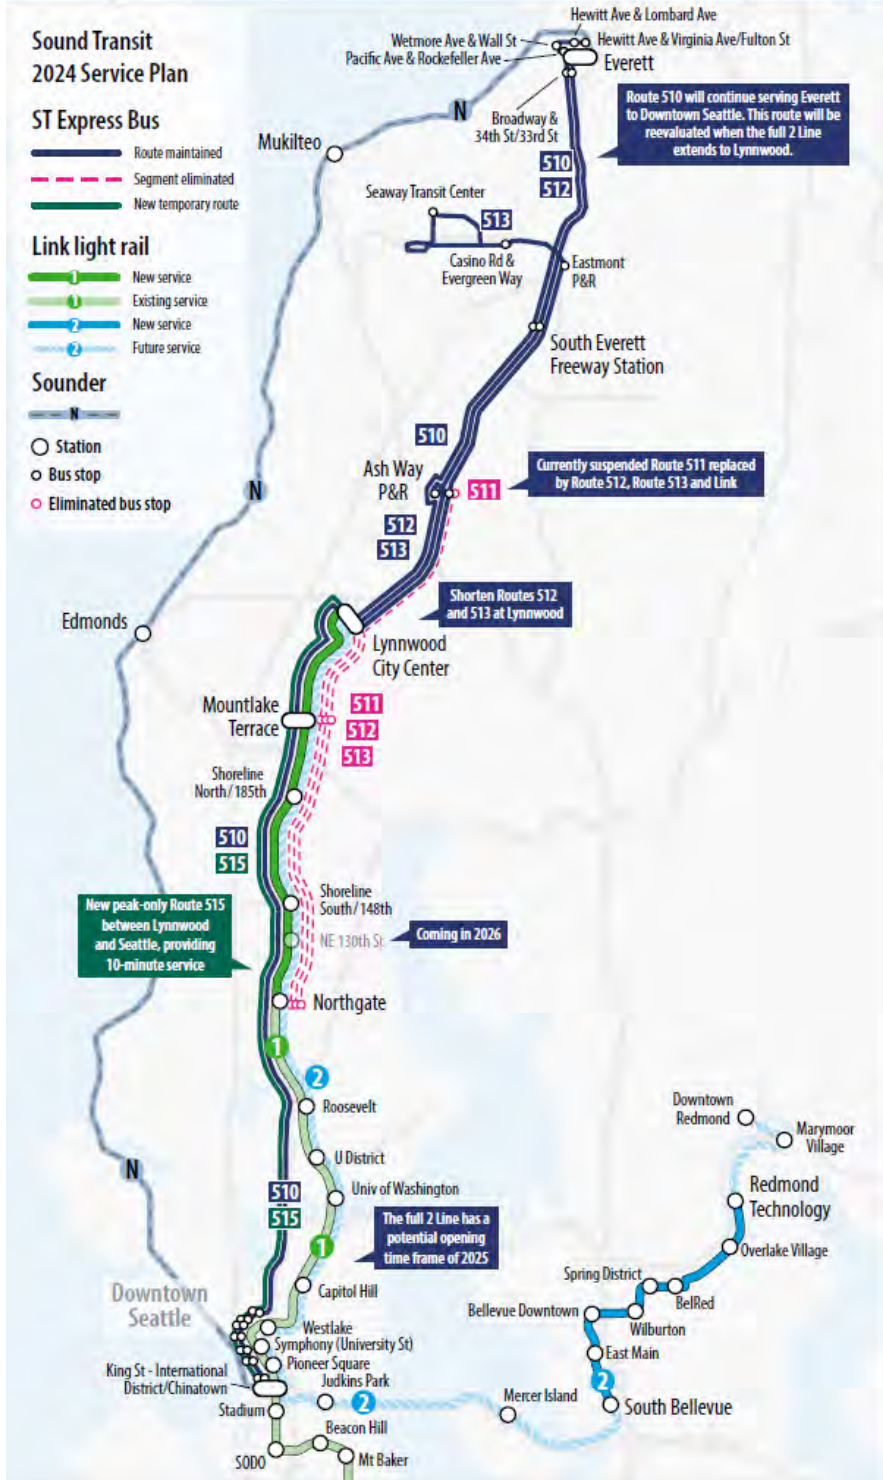 Sound Transit
2024 Service Plan
ST Express Bus
Route maintained
Segment eliminated
New temporary route
Link light rail
1 New service
1 Existing service
2 New service
2 Future service
Sounder
N
Station
Bus stop
Eliminated bus stop
Hewitt Ave & Lombard Ave
Wetmore Ave & Wall St
Hewitt Ave & Virginia Ave/Fulton St
Pacific Ave & Rockefeller Ave
Everett
Broadway &
34th St/33rd St
Route 510 will continue serving Everett
to Downtown Seattle. This route will be
reevaluated when the full 2 Line
extends to Lynnwood.
N
Mukilteo
510
512
Seaway Transit Center
513
Casino Rd &
Evergreen Way
Eastmont
P&R
South Everett
Freeway Station
510
Ash Way
P&R
511
Currently suspended Route 511 replaced
by Route 512, Route 513 and Link
N
512
513
Shorten Routes 512
and 513 at Lynnwood
Edmonds
Lynnwood
City Center
Mountlake
Terrace
511
512
513
Shoreline
North/185th
510
515
Shoreline
South/148th
New peak-only Route 515
between Lynnwood
and Seattle, providing
10-minute service
NE 130th St
Coming in 2026
Northgate
1
2
Roosevelt
U District
N
510
515
Univ of Washington
The full 2 Line has a
potential opening
time frame of 2025
1
Capitol Hill
Downtown
Seattle
Westlake
Symphony (University St)
Pioneer Square
King St - International
District/Chinatown
Judkins Park
2
Stadium
Beacon Hill
SODO
Mt Baker
Mercer Island
Downtown
Redmond
Marymoor
Village
Redmond
Technology
Overlake Village
Spring District
BelRed
Bellevue Downtown
Wilburton
East Main
2
South Bellevue